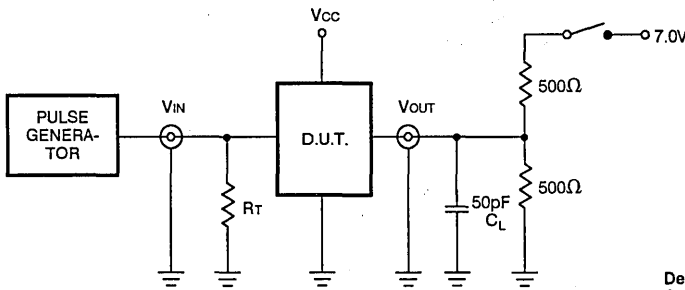 VCC
7.0V
500Ω
PULSE
GENERA-
TOR
VIN
D.U.T.
VOUT
RT
50pF
CL
500Ω
De